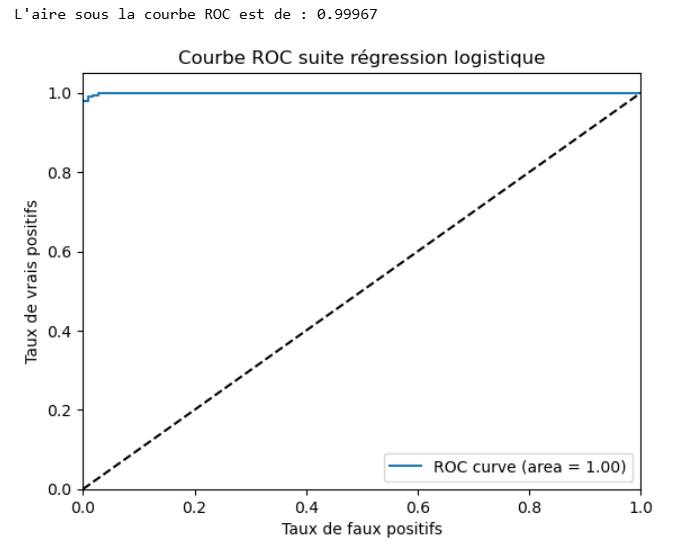 L'aire sous la courbe ROC est de : 0.99967
Courbe ROC suite régression logistique
1.0
0.8
0.6
0.4
0.2
0.0
Taux de vrais positifs
ROC curve (area = 1.00)
0.0 0.2 0.4 0.6 0.8 1.0
Taux de faux positifs